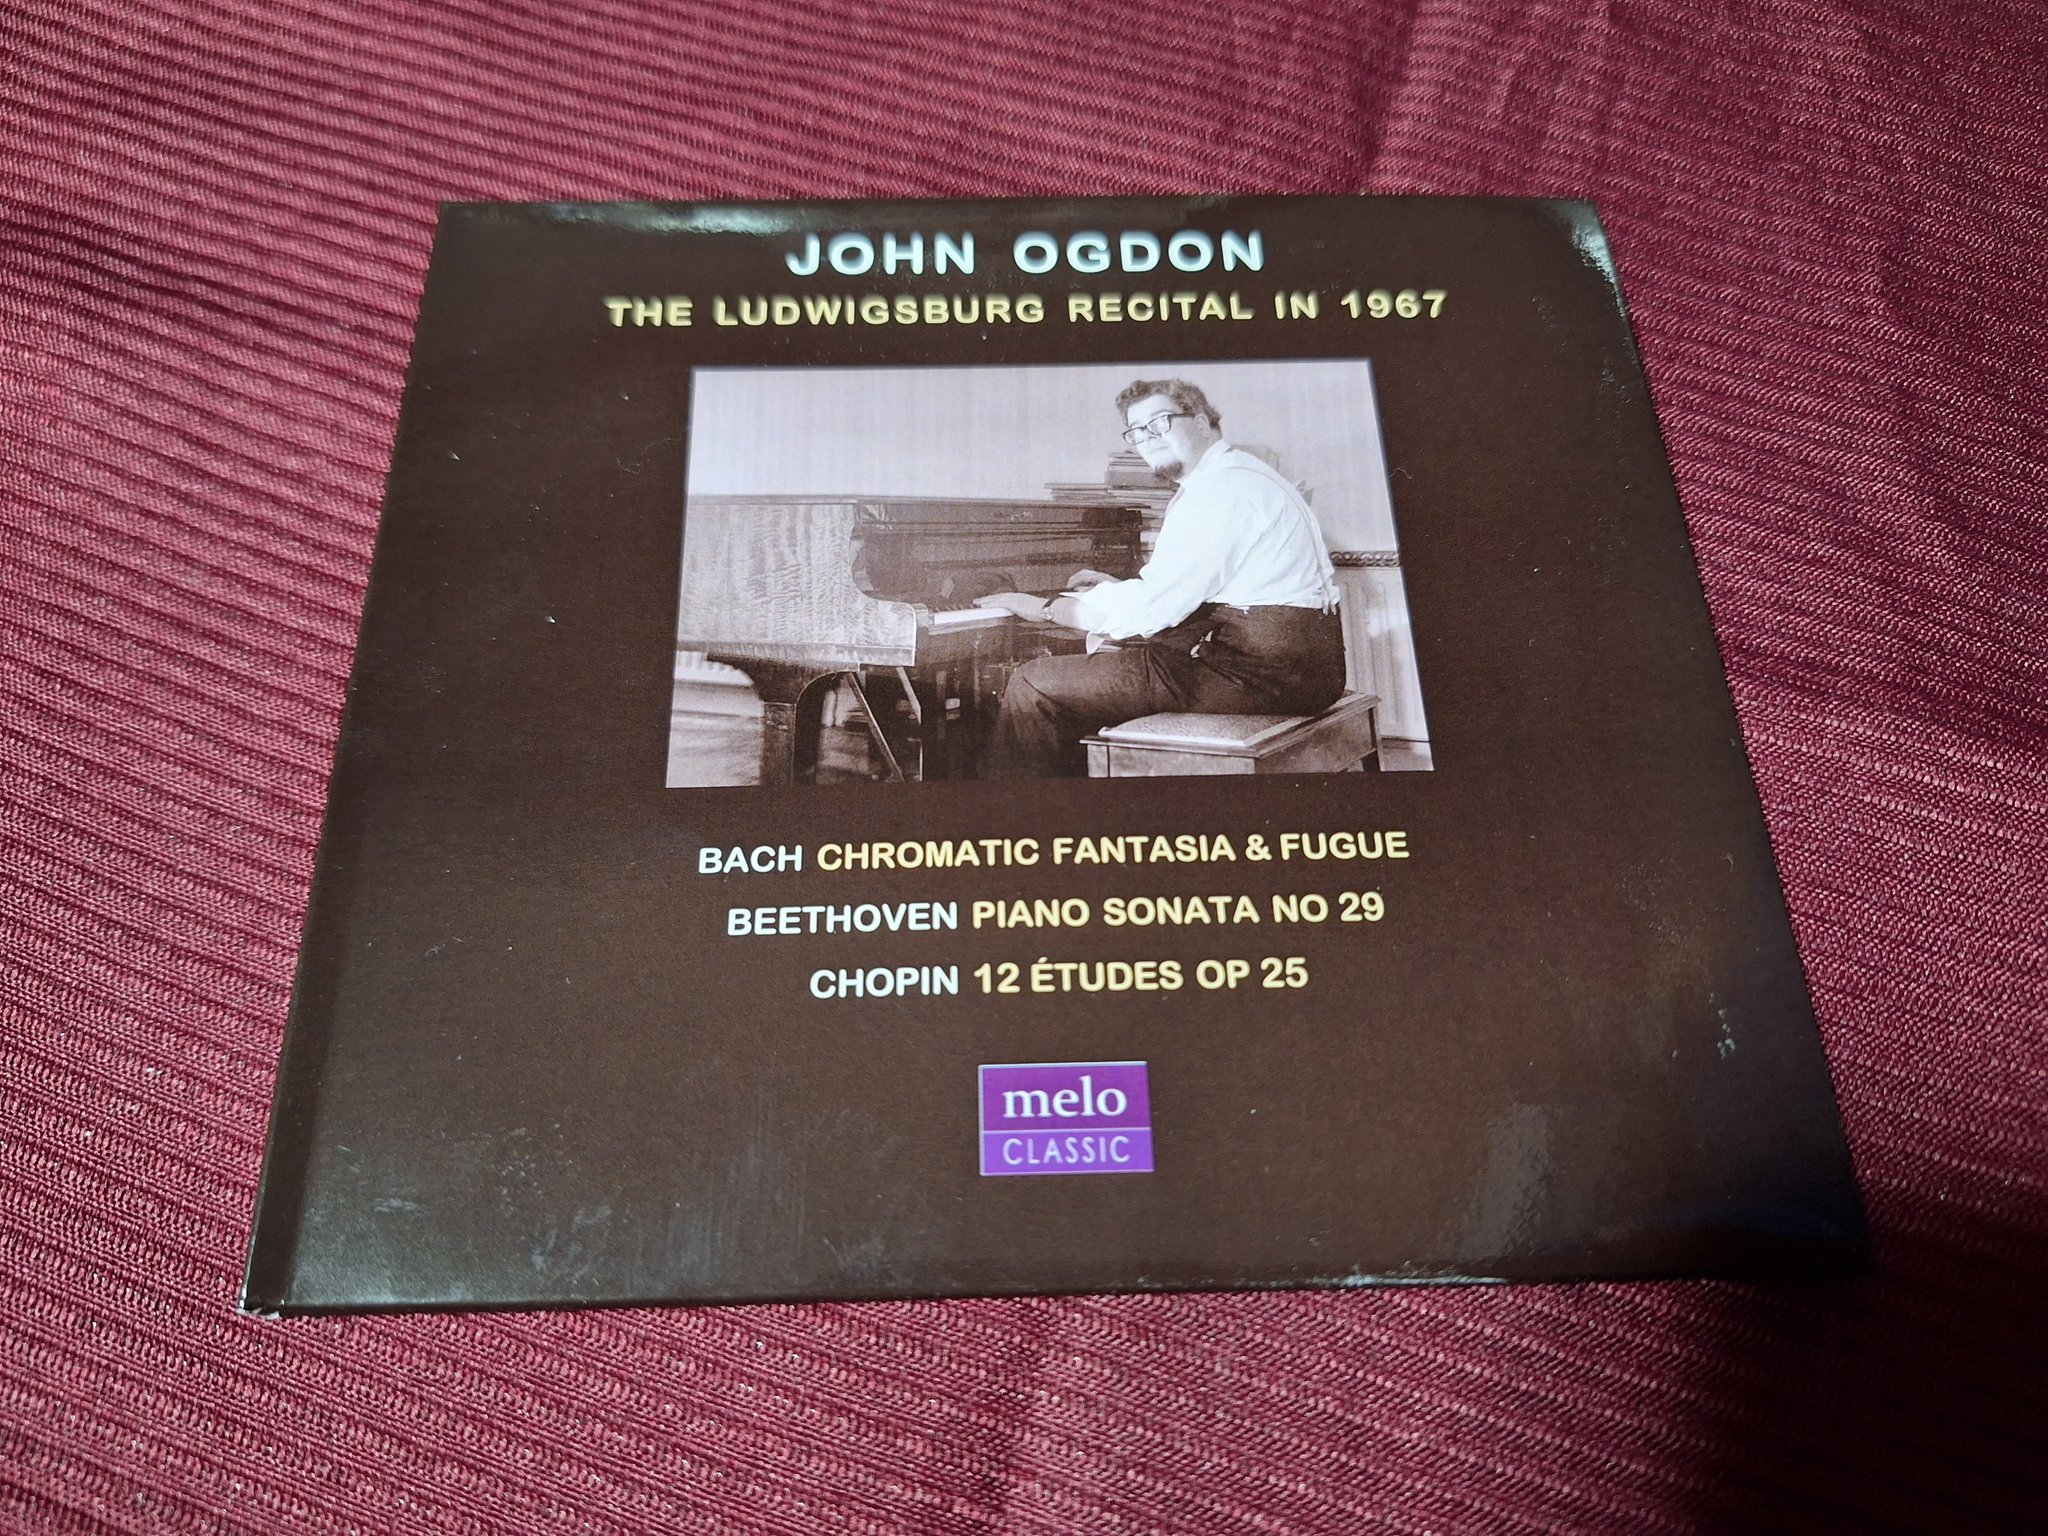 JOHN OGDON
THE LUDWIGSBURG RECITAL IN 1967
BACH CHROMATIC FANTASIA & FUGUE
BEETHOVEN PIANO SONATA NO 29
CHOPIN 12 ÉTUDES OP 25
melo
CLASSIC